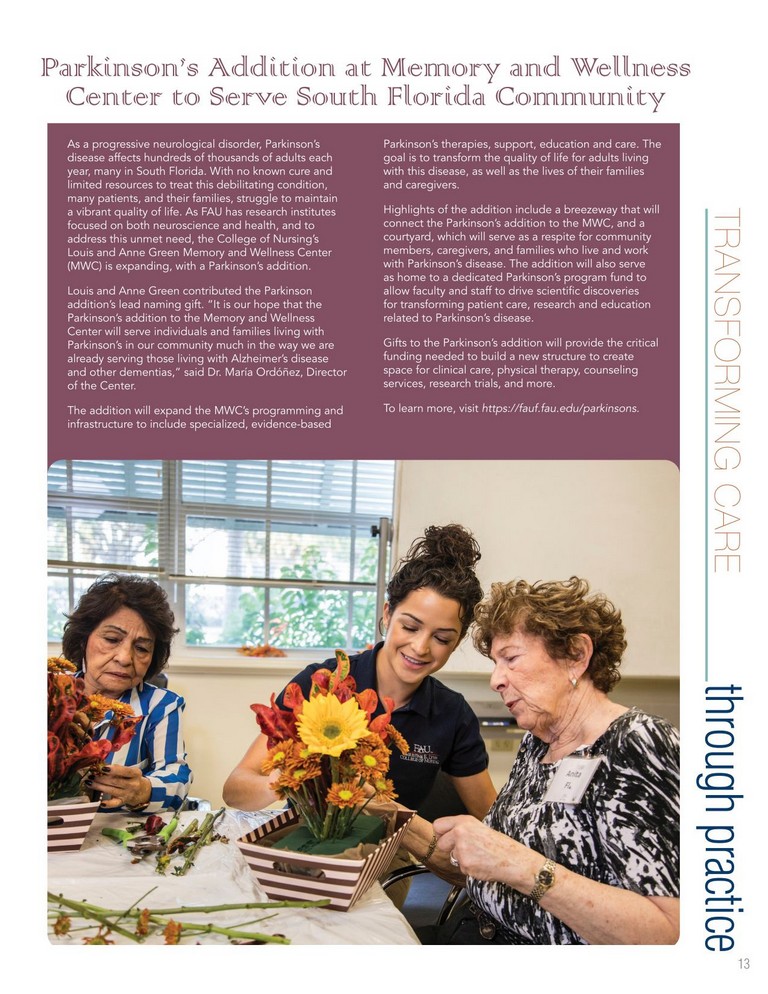 Parkinson's Addition at Memory and Wellness
Center to Serve South Florida Community
As a progressive neurological disorder, Parkinson's
disease affects hundreds of thousands of adults each
year, many in South Florida. With no known cure and
limited resources to treat this debilitating condition,
many patients, and their families, struggle to maintain
a vibrant quality of life. As FAU has research institutes
focused on both neuroscience and health, and to
address this unmet need, the College of Nursing's
Louis and Anne Green Memory and Wellness Center
(MWC) is expanding, with a Parkinson's addition.
Louis and Anne Green contributed the Parkinson
addition's lead naming gift. "It is our hope that the
Parkinson's addition to the Memory and Wellness
Center will serve individuals and families living with
Parkinson's in our community much in the way we are
already serving those living with Alzheimer's disease
and other dementias," said Dr. María Ordóñez, Director
of the Center.
The addition will expand the MWC's programming and
infrastructure to include specialized, evidence-based
Parkinson's therapies, support, education and care. The
goal is to transform the quality of life for adults living
with this disease, as well as the lives of their families
and caregivers.
Highlights of the addition include a breezeway that will
connect the Parkinson's addition to the MWC, and a
courtyard, which will serve as a respite for community
members, caregivers, and families who live and work
with Parkinson's disease. The addition will also serve
as home to a dedicated Parkinson's program fund to
allow faculty and staff to drive scientific discoveries
for transforming patient care, research and education
related to Parkinson's disease.
Gifts to the Parkinson's addition will provide the critical
funding needed to build a new structure to create
space for clinical care, physical therapy, counseling
services, research trials, and more.
To learn more, visit https://fauf.fau.edu/parkinsons.
TRANSFORMING CARE
through practice
FAU
COLLEGE OF NURSING
Anita
13